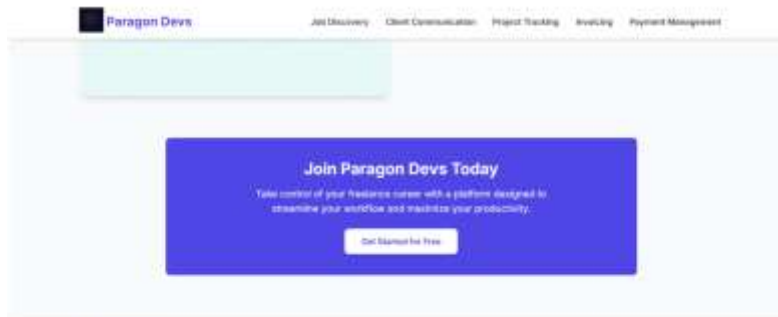 Paragon Devs
Job Discovery Client Communication Project Tracking Invoicing Payment Management
Join Paragon Devs Today
Take control of your freelance career with a platform designed to
streamline your workflow and maximize your productivity.
Get Started for Free